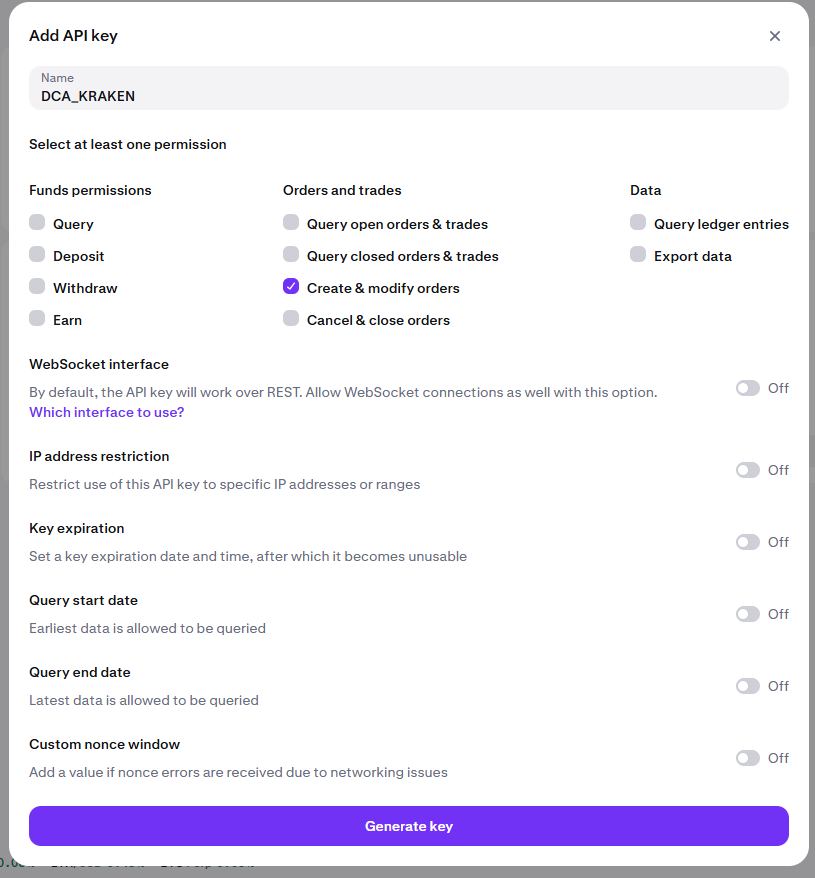 Add API key
Name
DCA_KRAKEN
Select at least one permission
Funds permissions
Query
Deposit
Withdraw
Earn
Orders and trades
Query open orders & trades
Query closed orders & trades
Create & modify orders
Cancel & close orders
Data
Query ledger entries
Export data
WebSocket interface
By default, the API key will work over REST. Allow WebSocket connections as well with this option.
Which interface to use?
Off
IP address restriction
Restrict use of this API key to specific IP addresses or ranges
Off
Key expiration
Set a key expiration date and time, after which it becomes unusable
Off
Query start date
Earliest data is allowed to be queried
Off
Query end date
Latest data is allowed to be queried
Off
Custom nonce window
Add a value if nonce errors are received due to networking issues
Off
Generate key